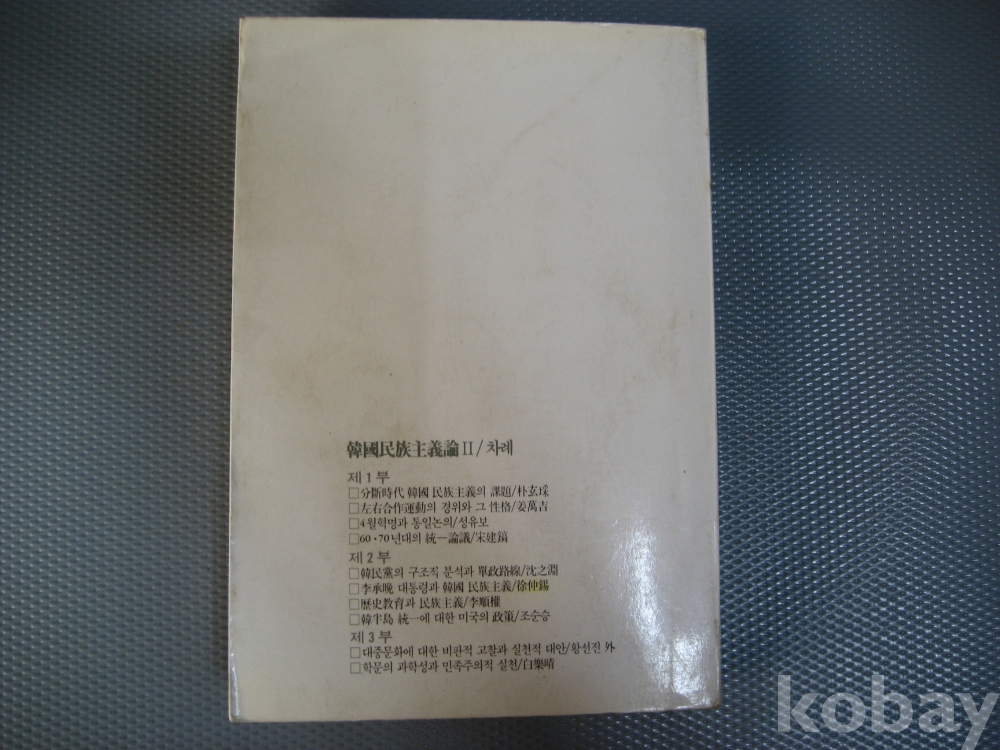 韓國民族主義論 II / 차례
제 1 부
□分斷時代 韓國 民族主義의 課題/朴玄埰
□左右合作運動의 경위와 그 性格/姜萬吉
□4월혁명과 통일논의/성유보
□60·70년대의 統一論議/宋建鎬
제 2 부
□韓民黨의 구조적 분석과 單政路線/沈之淵
□李承晩 대통령과 韓國 民族主義/徐仲錫
□歷史敎育과 民族主義/李順權
□韓半島 統一에 대한 미국의 政策/조순승
제 3 부
□대중문화에 대한 비판적 고찰과 실천적 대안/황선진 外
□학문의 과학성과 민족주의적 실천/白樂晴
kobay